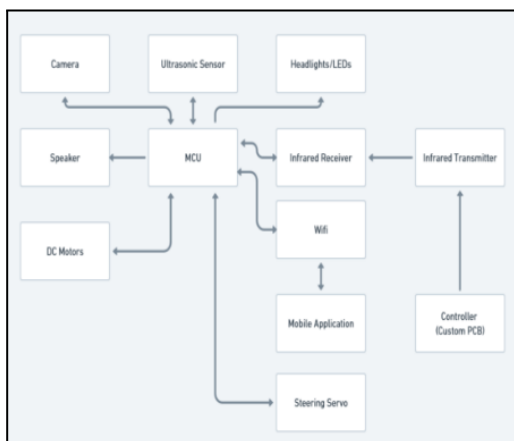 Camera
Ultrasonic Sensor
Headlights/LEDs
Speaker
MCU
Infrared Receiver
Infrared Transmitter
DC Motors
Wifi
Mobile Application
Controller
(Custom PCB)
Steering Servo